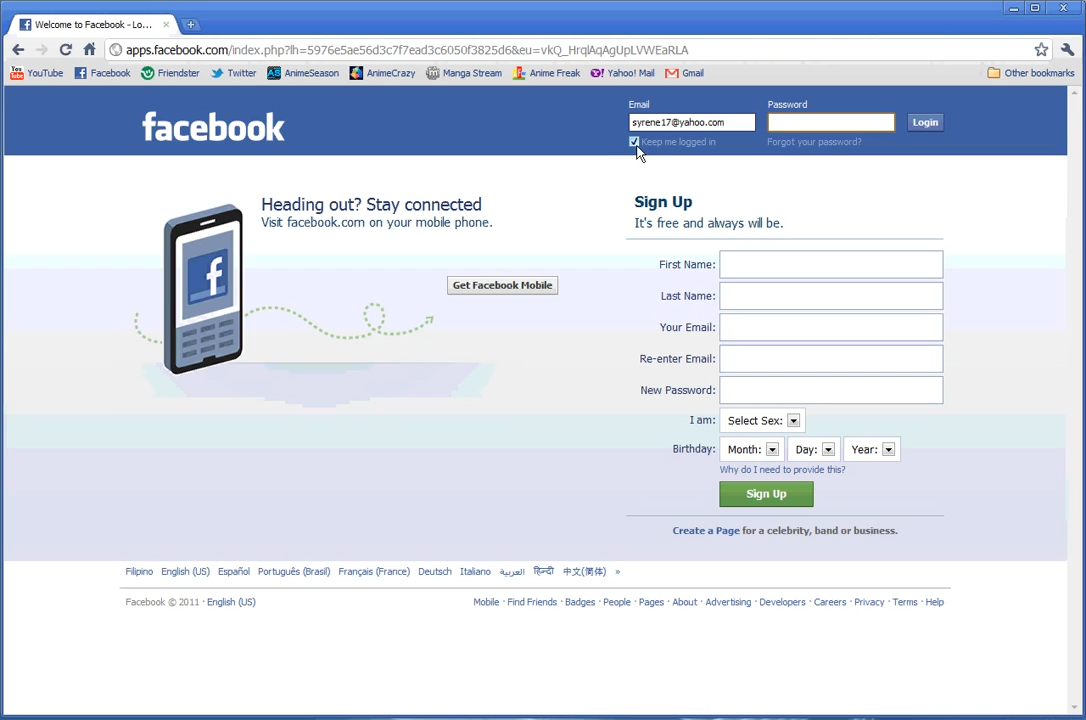 Welcome to Facebook - Lo...
apps.facebook.com/index.php?lh=5976e5ae56d3c7f7ead3c6050f3825d6&eu=vkQ_HrqlAqAgUpLVWEaRLA
YouTube Facebook Friendster Twitter AnimeSeason AnimeCrazy Manga Stream Anime Freak Yahoo! Mail Gmail Other bookmarks
facebook
Email Password
syrene17@yahoo.com Login
Keep me logged in Forgot your password?
Heading out? Stay connected
Visit facebook.com on your mobile phone.
Get Facebook Mobile
Sign Up
It's free and always will be.
First Name:
Last Name:
Your Email:
Re-enter Email:
New Password:
I am: Select Sex:
Birthday: Month: Day: Year:
Why do I need to provide this?
Sign Up
Create a Page for a celebrity, band or business.
Filipino English (US) Español Português (Brasil) Français (France) Deutsch Italiano العربية हिन्दी 中文(简体) »
Facebook © 2011 · English (US) Mobile · Find Friends · Badges · People · Pages · About · Advertising · Developers · Careers · Privacy · Terms · Help